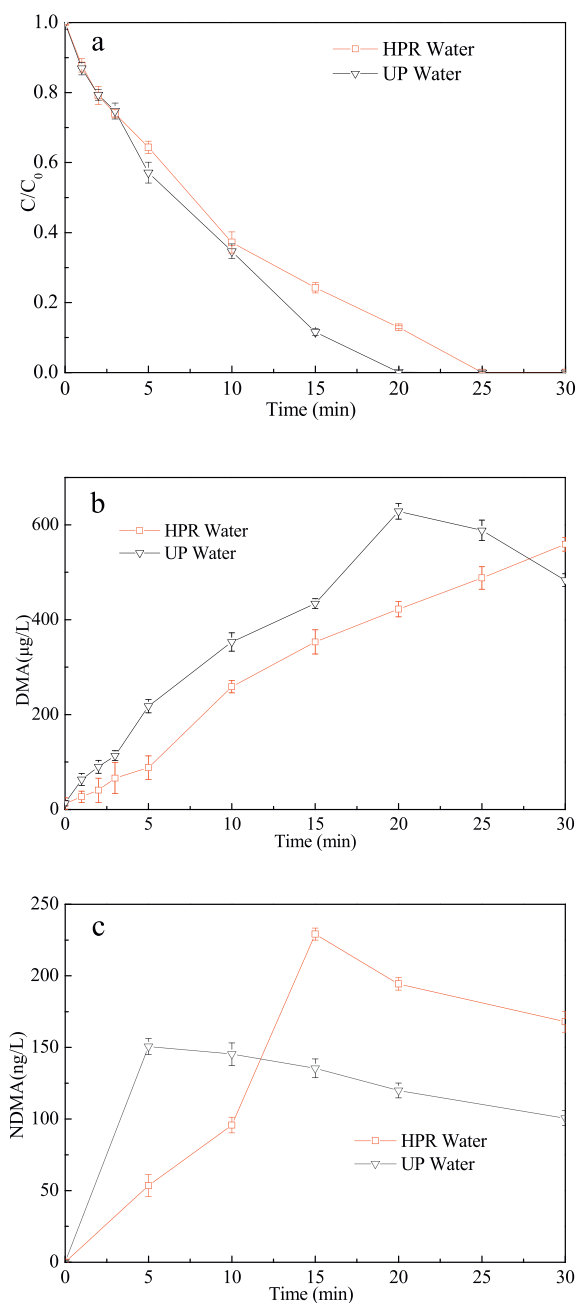 a
HPR Water
UP Water
1.0
0.8
0.6
0.4
0.2
0.0
C/C0
0 5 10 15 20 25 30
Time (min)
b
HPR Water
UP Water
600
400
200
0
DMA(μg/L)
0 5 10 15 20 25 30
Time (min)
c
250
200
150
100
50
0
NDMA(ng/L)
HPR Water
UP Water
0 5 10 15 20 25 30
Time (min)